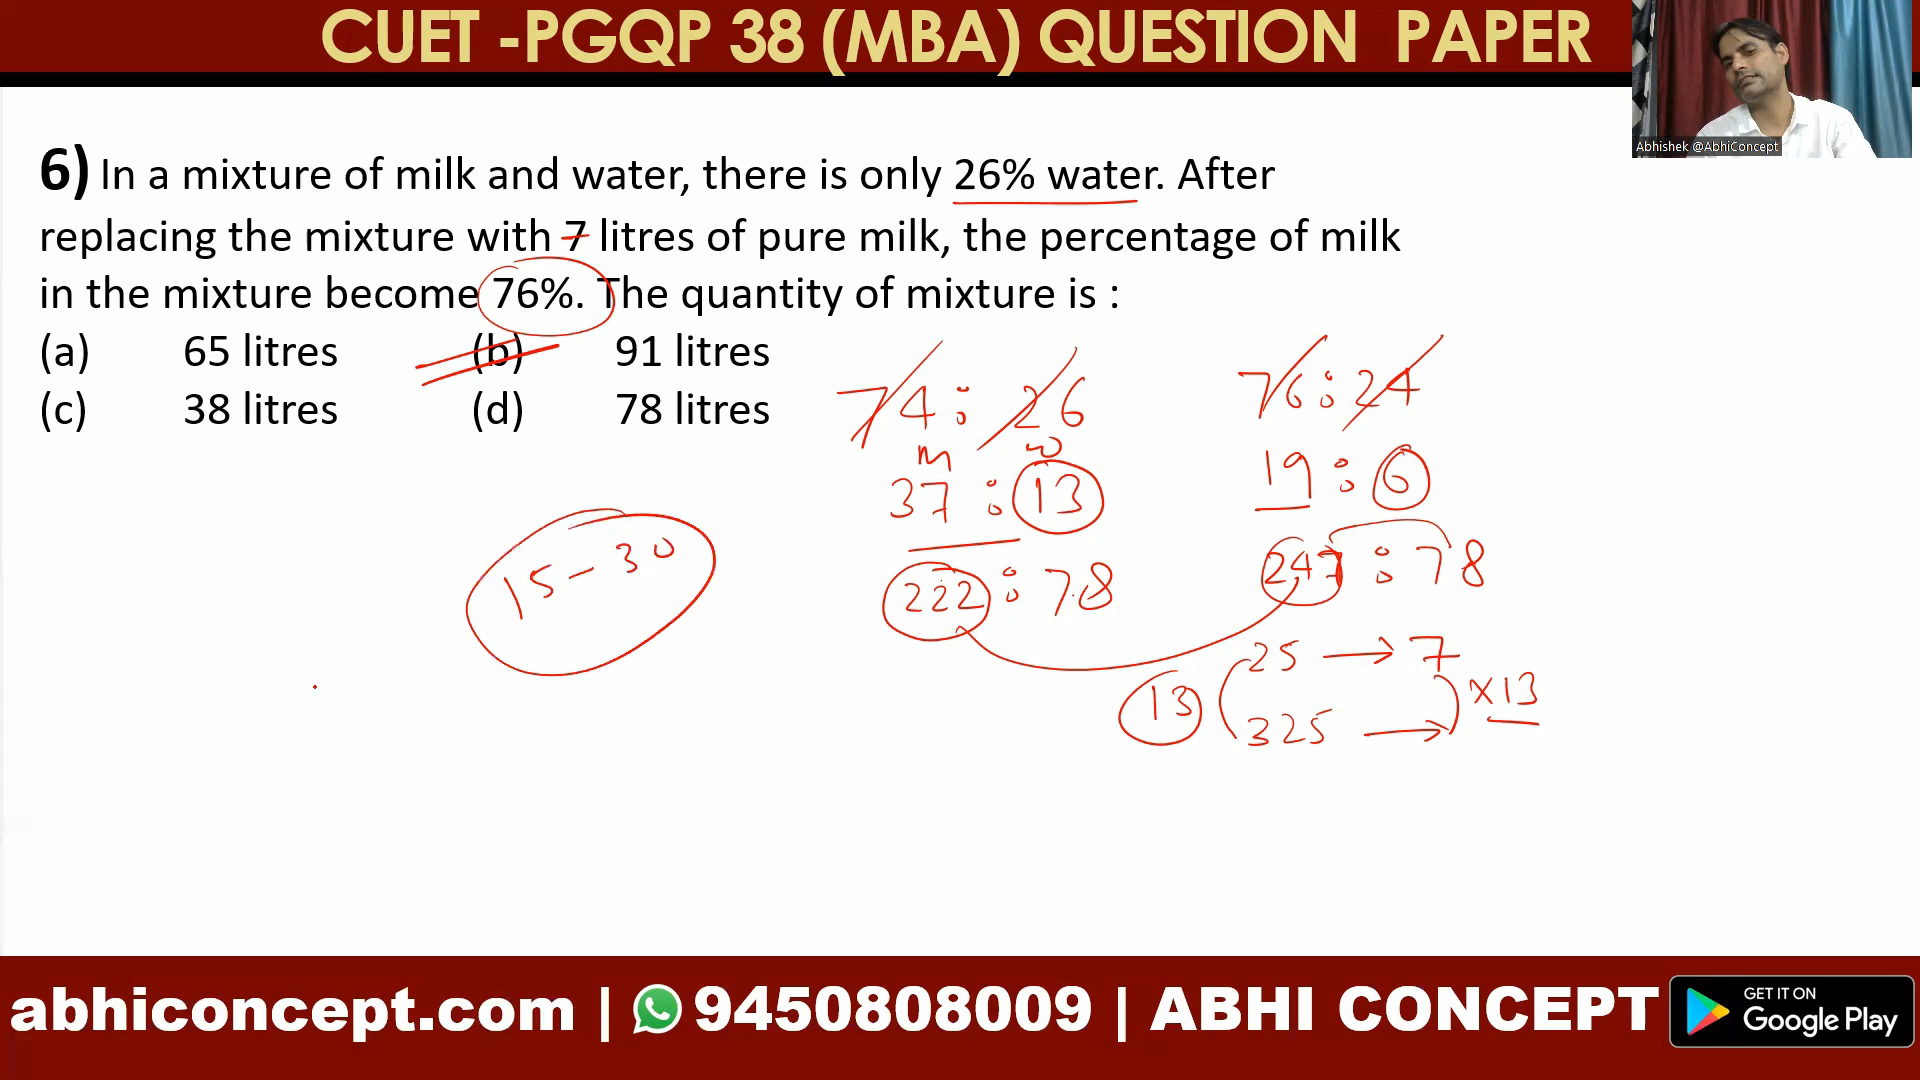 CUET -PGQP 38 (MBA) QUESTION PAPER
Abhishek @AbhiConcept
6) In a mixture of milk and water, there is only 26% water. After
replacing the mixture with 7 litres of pure milk, the percentage of milk
in the mixture become 76%. The quantity of mixture is :
(a) 65 litres (b) 91 litres
(c) 38 litres (d) 78 litres
74 : 26 76 : 24
m w
37 : 13 19 : 6
15 - 30
222 : 78 247 : 78
25 → 7
13 × 13
325 →
abhiconcept.com | 9450808009 | ABHI CONCEPT
GET IT ON
Google Play